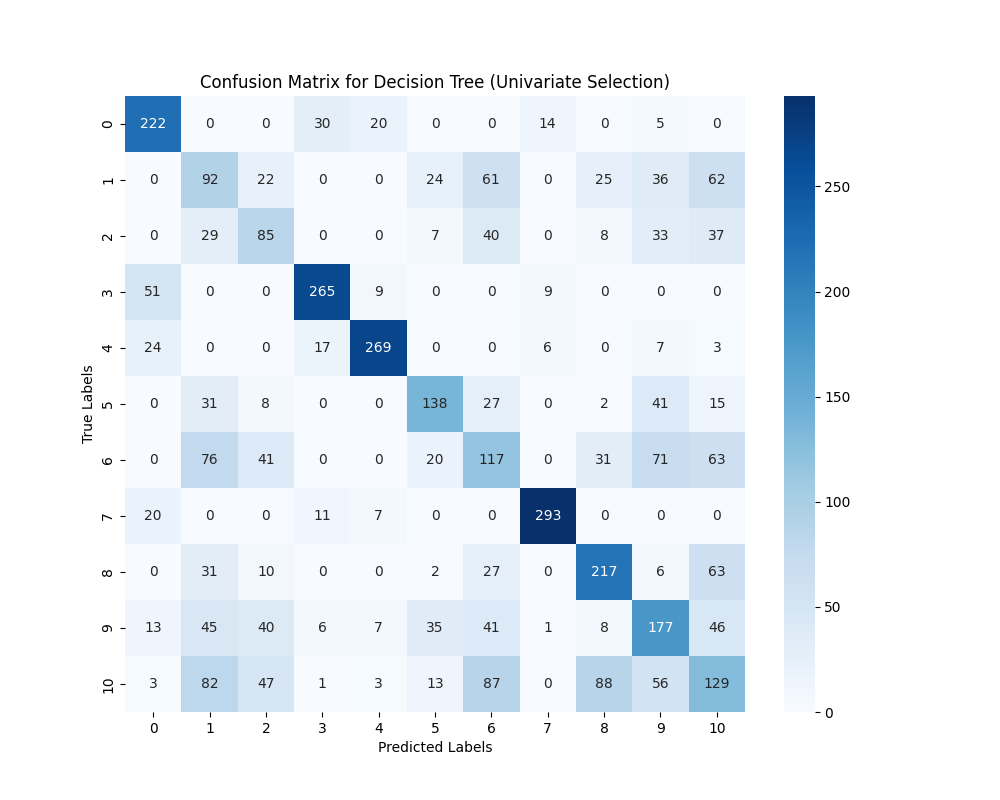 Confusion Matrix for Decision Tree (Univariate Selection)
0 222 0 0 30 20 0 0 14 0 5 0
1 0 92 22 0 0 24 61 0 25 36 62
2 0 29 85 0 0 7 40 0 8 33 37
3 51 0 0 265 9 0 0 9 0 0 0
4 24 0 0 17 269 0 0 6 0 7 3
5 0 31 8 0 0 138 27 0 2 41 15
6 0 76 41 0 0 20 117 0 31 71 63
7 20 0 0 11 7 0 0 293 0 0 0
8 0 31 10 0 0 2 27 0 217 6 63
9 13 45 40 6 7 35 41 1 8 177 46
10 3 82 47 1 3 13 87 0 88 56 129
0 1 2 3 4 5 6 7 8 9 10
Predicted Labels
True Labels
250
200
150
100
50
0